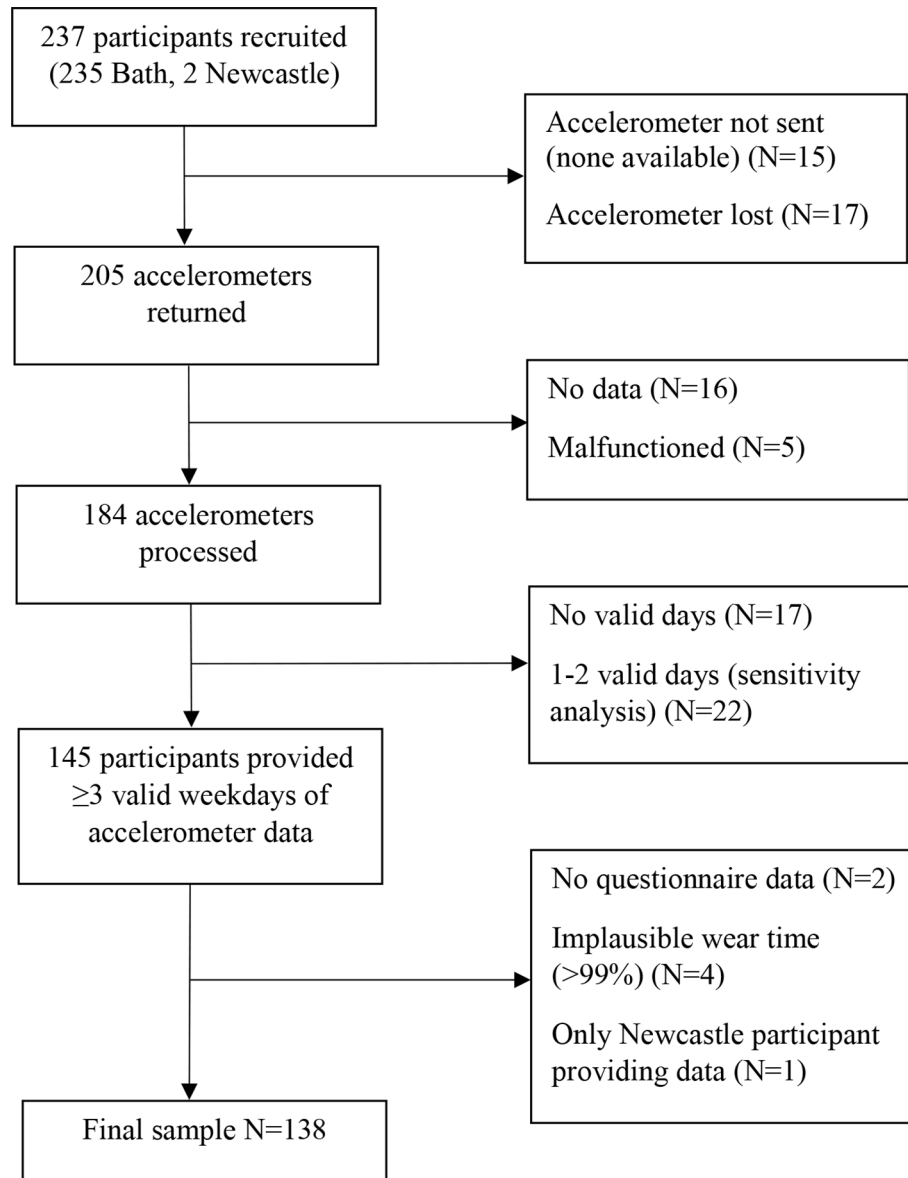 237 participants recruited
(235 Bath, 2 Newcastle)
Accelerometer not sent
(none available) (N=15)
Accelerometer lost (N=17)
205 accelerometers
returned
No data (N=16)
Malfunctioned (N=5)
184 accelerometers
processed
No valid days (N=17)
1-2 valid days (sensitivity
analysis) (N=22)
145 participants provided
≥3 valid weekdays of
accelerometer data
No questionnaire data (N=2)
Implausible wear time
(>99%) (N=4)
Only Newcastle participant
providing data (N=1)
Final sample N=138